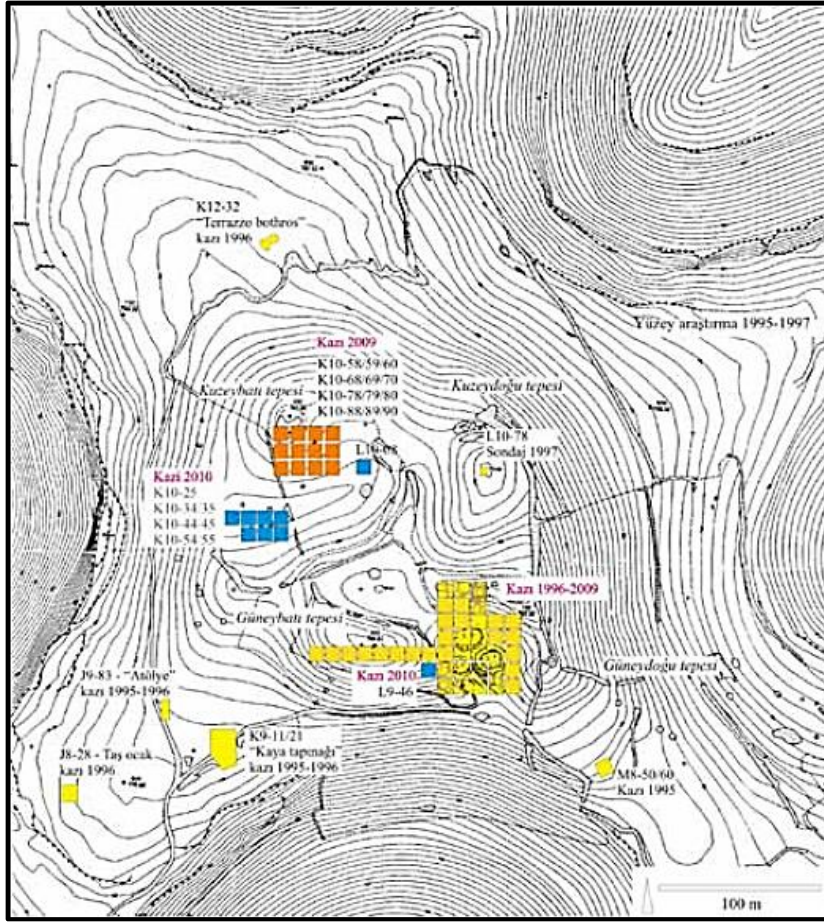 K12-32
"Terrazzo bothros"
kazı 1996
Yüzey araştırma 1995-1997
Kazı 2009
K10-58/59/60
K10-68/69/70
K10-78/79/80
K10-88/89/90
Kuzeybatı tepesi
Kuzeydoğu tepesi
L10-78
Sondaj 1997
Kazı 2010
K10-25
K10-34/35
K10-44/45
K10-54/55
Kazı 1996-2009
Güneybatı tepesi
Güneydoğu tepesi
Kazı 2010
L9-46
J9-83 - "Atölye"
kazı 1995-1996
K9-11/21
"Kaya tapınağı"
kazı 1995-1996
J8-28 - Taş ocak
kazı 1996
M8-50/60
Kazı 1995
100 m